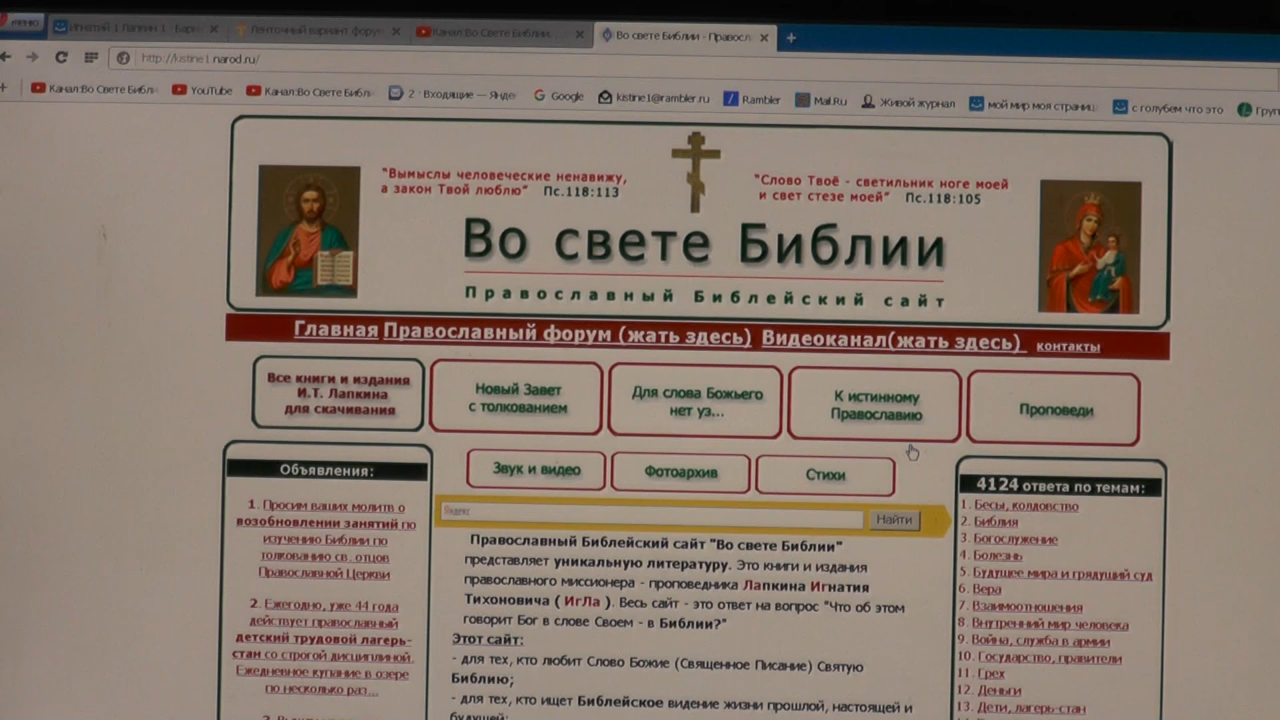 меню
Игнатий Лапкин
Ленточный вариант фору
Канал:Во Свете Библии
Во свете Библии - Правосл
http://kistine1.narod.ru/
Канал:Во Свете Библ
YouTube
Канал:Во Свете Библ
2 · Входящие — Янде
Google
kistine1@rambler.ru
Rambler
Mail.Ru
Живой журнал
мой мир моя страниц
с голубем что это
Груп
"Вымыслы человеческие ненавижу,
а закон Твой люблю" Пс.118:113
"Слово Твоё - светильник ноге моей
и свет стезе моей" Пс.118:105
Во свете Библии
Православный Библейский сайт
Главная Православный форум (жать здесь) Видеоканал(жать здесь) контакты
Все книги и издания
И.Т. Лапкина
для скачивания
Новый Завет
с толкованием
Для слова Божьего
нет уз...
К истинному
Православию
Проповеди
Звук и видео
Фотоархив
Стихи
Объявления:
1. Просим ваших молитв о
возобновлении занятий по
изучению Библии по
толкованию св. отцов
Православной Церкви
2. Ежегодно, уже 44 года
действует православный
детский трудовой лагерь-
стан со строгой дисциплиной.
Ежедневное купание в озере
по несколько раз...
Яндекс
Найти
Православный Библейский сайт "Во свете Библии"
представляет уникальную литературу. Это книги и издания
православного миссионера - проповедника Лапкина Игнатия
Тихоновича ( ИгЛа ). Весь сайт - это ответ на вопрос "Что об этом
говорит Бог в слове Своем - в Библии?"
Этот сайт:
- для тех, кто любит Слово Божие (Священное Писание) Святую
Библию;
- для тех, кто ищет Библейское видение жизни прошлой, настоящей и
будущей;
4124 ответа по темам:
1. Бесы, колдовство
2. Библия
3. Богослужение
4. Болезнь
5. Будущее мира и грядущий суд
6. Вера
7. Взаимоотношения
8. Внутренний мир человека
9. Война, служба в армии
10. Государство, правители
11. Грех
12. Деньги
13. Дети, лагерь-стан